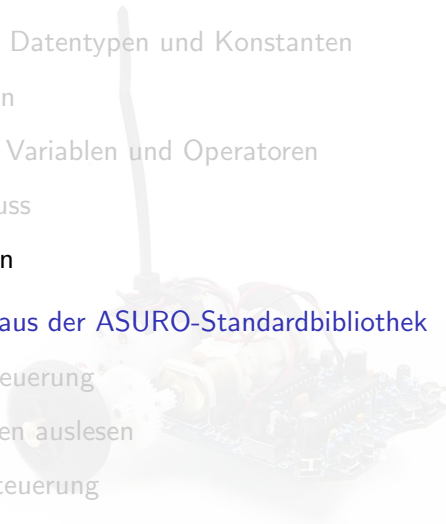 Datentypen und Konstanten
n
Variablen und Operatoren
uss
n
aus der ASURO-Standardbibliothek
euerung
en auslesen
teuerung